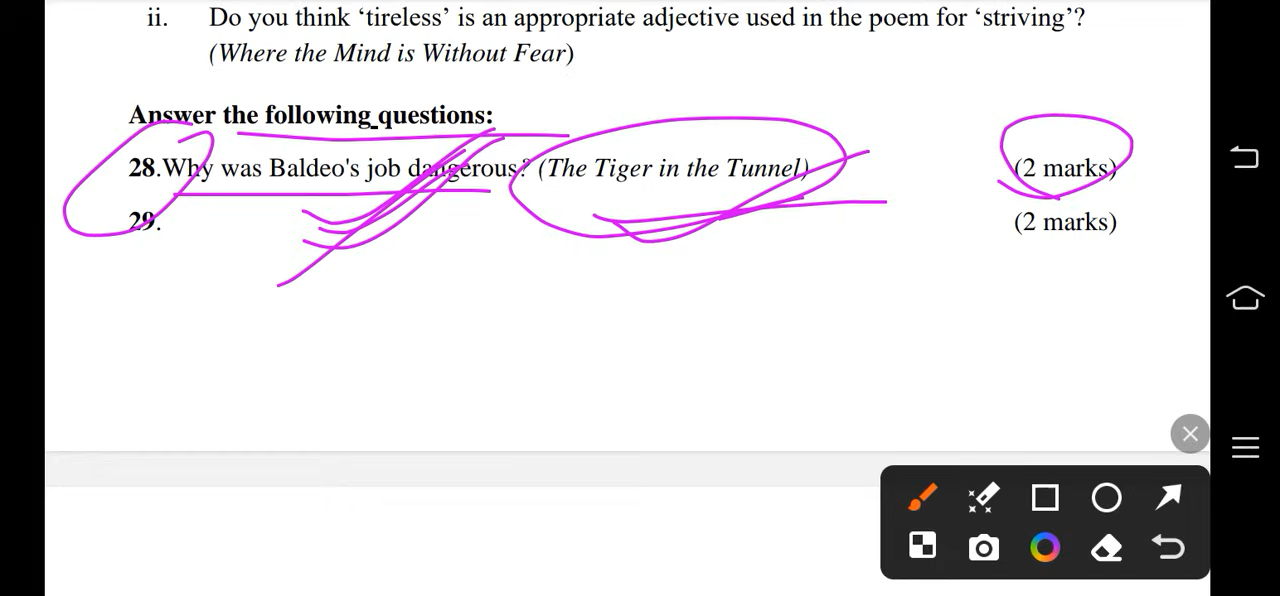 ii. Do you think ‘tireless’ is an appropriate adjective used in the poem for ‘striving’?
(Where the Mind is Without Fear)
Answer the following questions:
28.Why was Baldeo's job dangerous? (The Tiger in the Tunnel) (2 marks)
29. (2 marks)